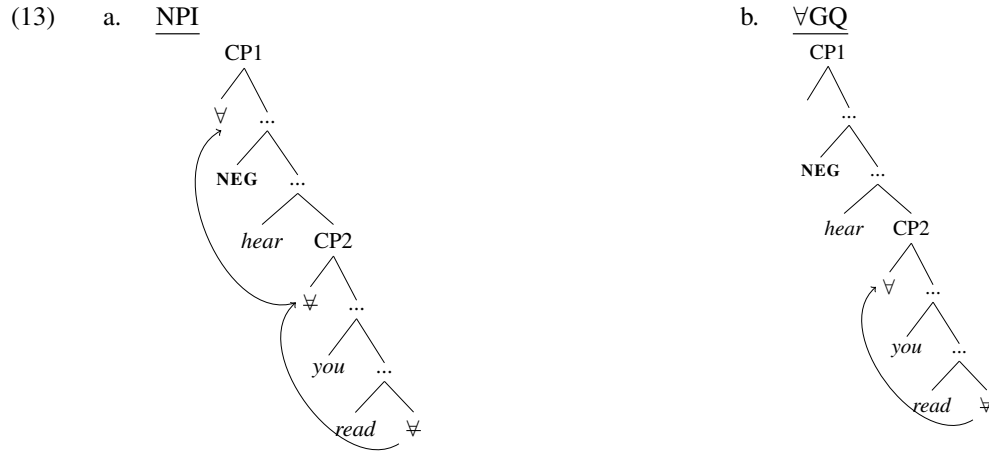 (13) a. NPI b. ∀GQ
CP1 CP1
∀ ...
...
NEG ... NEG ...
hear CP2 hear CP2
∀̶ ... ∀ ...
you ... you ...
read ∀̶ read ∀̶